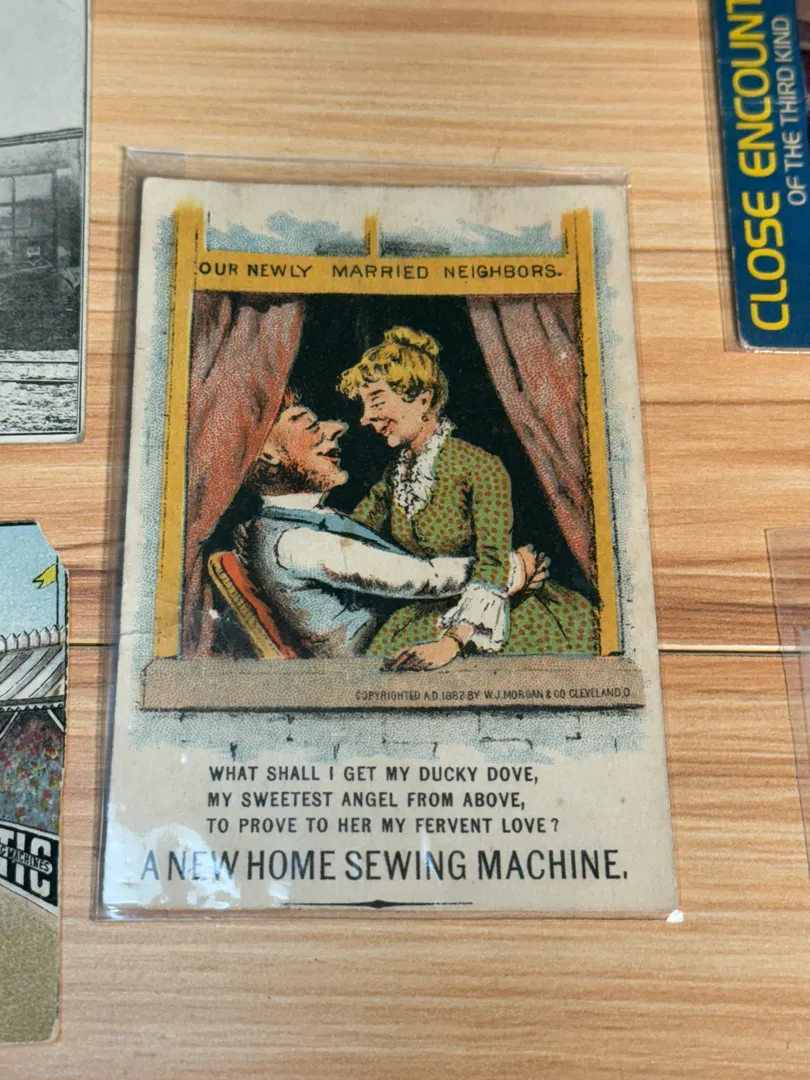 CLOSE ENCOUNT
OF THE THIRD KIND
OUR NEWLY MARRIED NEIGHBORS.
COPYRIGHTED A.D. 1882 BY W.J. MORGAN & CO CLEVELAND, O
WHAT SHALL I GET MY DUCKY DOVE,
MY SWEETEST ANGEL FROM ABOVE,
TO PROVE TO HER MY FERVENT LOVE?
A NEW HOME SEWING MACHINE.
TIC
G MACHINES